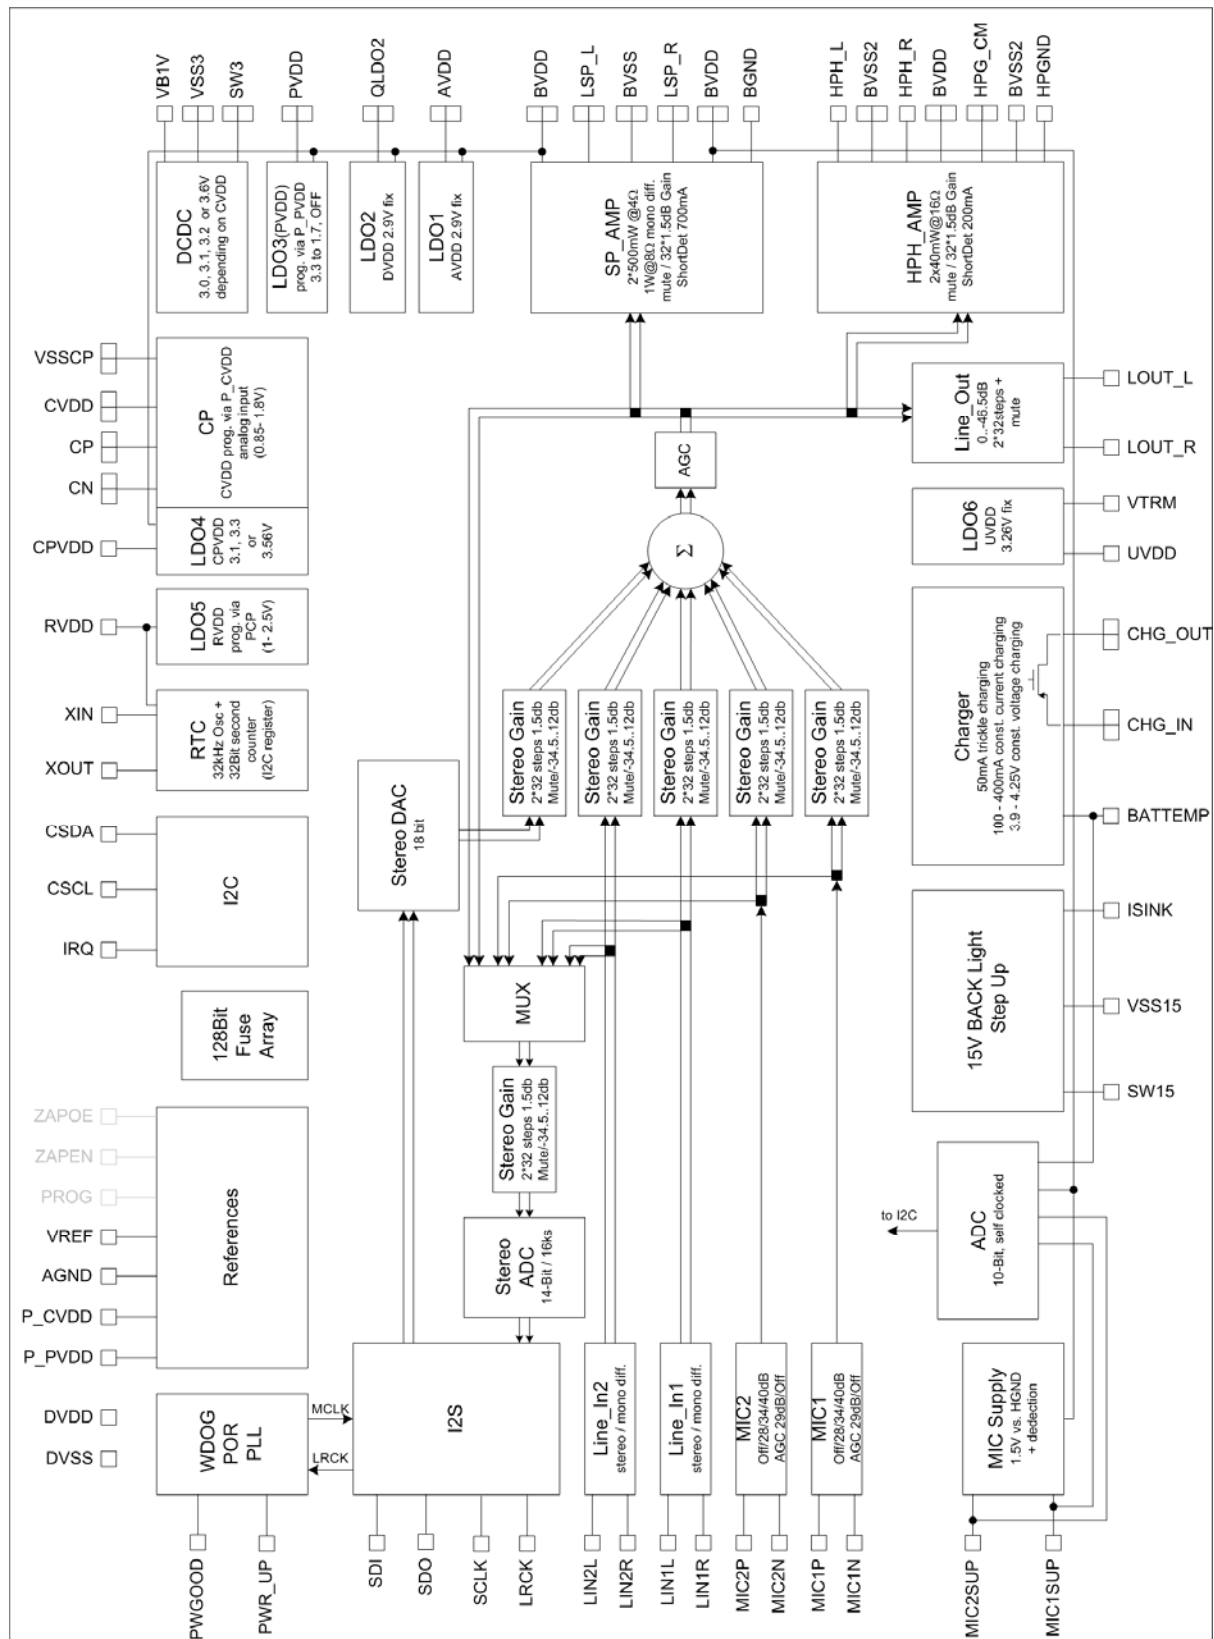 VB1V
VSS3
SW3
PVDD
QLDO2
AVDD
BVDD
LSP_L
BVSS
LSP_R
BVDD
BGND
HPH_L
BVSS2
HPH_R
BVDD
HPG_CM
BVSS2
HPGND
DCDC
3.0, 3.1, 3.2 or 3.6V
depending on CVDD
LDO3(PVDD)
prog. via P_PVDD
3.3 to 1.7, OFF
LDO2
DVDD 2.9V fix
LDO1
AVDD 2.9V fix
SP_AMP
2*500mW @4Ω
1W@8Ω mono diff.
mute / 32*1.5dB Gain
ShortDet 700mA
HPH_AMP
2x40mW@16Ω
mute / 32*1.5dB Gain
ShortDet 200mA
VSSCP
CVDD
CP
CN
CPVDD
RVDD
XIN
XOUT
CSDA
CSCL
IRQ
ZAPOE
ZAPEN
PROG
VREF
AGND
P_CVDD
P_PVDD
DVDD
DVSS
CP
CVDD prog. via P_CVDD
analog input
(0.85- 1.8V)
LDO4
CPVDD
3.1, 3.3
or
3.56V
LDO5
RVDD
prog. via
PCP
(1- 2.5V)
RTC
32kHz Osc +
32Bit second
counter
(I2C register)
I2C
128Bit
Fuse
Array
References
WDOG
POR
PLL
MCLK
LRCK
I2S
Line_Out
0..-46.5dB
2*32steps +
mute
LOUT_L
LOUT_R
AGC
Σ
LDO6
UVDD
3.26V fix
VTRM
UVDD
Charger
50mA trickle charging
100 - 400mA const. current charging
3.9 - 4.25V const. voltage charging
CHG_OUT
CHG_IN
BATTEMP
Stereo DAC
18 bit
Stereo Gain
2*32 steps 1.5db
Mute/-34.5..12db
Stereo Gain
2*32 steps 1.5db
Mute/-34.5..12db
Stereo Gain
2*32 steps 1.5db
Mute/-34.5..12db
Stereo Gain
2*32 steps 1.5db
Mute/-34.5..12db
Stereo Gain
2*32 steps 1.5db
Mute/-34.5..12db
15V BACK Light
Step Up
ISINK
VSS15
SW15
MUX
Stereo Gain
2*32 steps 1.5db
Mute/-34.5..12db
Stereo
ADC
14-Bit / 16ks
to I2C
ADC
10-Bit, self clocked
Line_In2
stereo / mono diff.
Line_In1
stereo / mono diff.
MIC2
Off/28/34/40dB
AGC 29dB/Off
MIC1
Off/28/34/40dB
AGC 29dB/Off
MIC Supply
1.5V vs. HGND
+ dedection
PWGOOD
PWR_UP
SDI
SDO
SCLK
LRCK
LIN2L
LIN2R
LIN1L
LIN1R
MIC2P
MIC2N
MIC1P
MIC1N
MIC2SUP
MIC1SUP